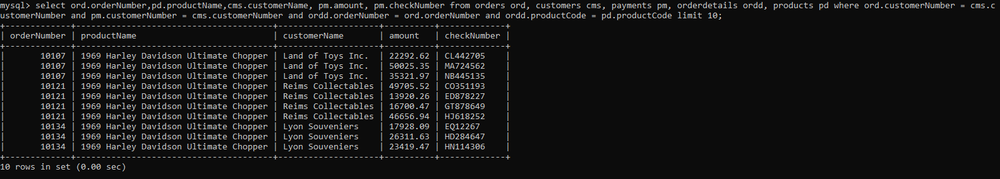 mysql> select ord.orderNumber,pd.productName,cms.customerName, pm.amount, pm.checkNumber from orders ord, customers cms, payments pm, orderdetails ordd, products pd where ord.customerNumber = cms.c
ustomerNumber and pm.customerNumber = cms.customerNumber and ordd.orderNumber = ord.orderNumber and ordd.productCode = pd.productCode limit 10;
+-------------+---------------------------------------+--------------------+----------+-------------+
| orderNumber | productName                           | customerName       | amount   | checkNumber |
+-------------+---------------------------------------+--------------------+----------+-------------+
|       10107 | 1969 Harley Davidson Ultimate Chopper | Land of Toys Inc.  | 22292.62 | CL442705    |
|       10107 | 1969 Harley Davidson Ultimate Chopper | Land of Toys Inc.  | 50025.35 | MA724562    |
|       10107 | 1969 Harley Davidson Ultimate Chopper | Land of Toys Inc.  | 35321.97 | NB445135    |
|       10121 | 1969 Harley Davidson Ultimate Chopper | Reims Collectables | 49705.52 | CO351193    |
|       10121 | 1969 Harley Davidson Ultimate Chopper | Reims Collectables | 13920.26 | ED878227    |
|       10121 | 1969 Harley Davidson Ultimate Chopper | Reims Collectables | 16700.47 | GT878649    |
|       10121 | 1969 Harley Davidson Ultimate Chopper | Reims Collectables | 46656.94 | HJ618252    |
|       10134 | 1969 Harley Davidson Ultimate Chopper | Lyon Souveniers    | 17928.09 | EQ12267     |
|       10134 | 1969 Harley Davidson Ultimate Chopper | Lyon Souveniers    | 26311.63 | HD284647    |
|       10134 | 1969 Harley Davidson Ultimate Chopper | Lyon Souveniers    | 23419.47 | HN114306    |
+-------------+---------------------------------------+--------------------+----------+-------------+
10 rows in set (0.00 sec)